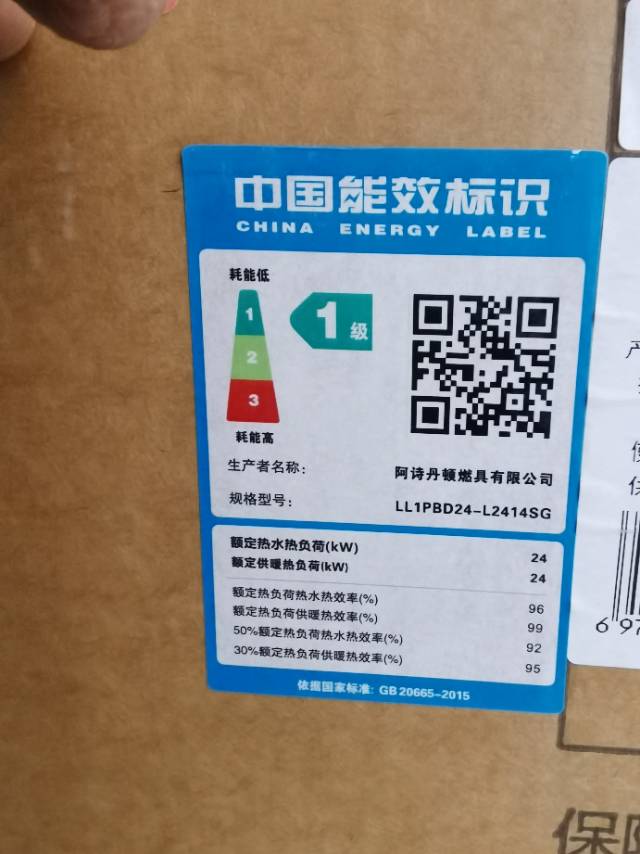 中国能效标识
CHINA ENERGY LABEL
耗能低
1
2
3
耗能高
1级
生产者名称: 阿诗丹顿燃具有限公司
规格型号: LL1PBD24-L2414SG
额定热水热负荷(kW) 24
额定供暖热负荷(kW) 24
额定热负荷热水热效率(%) 96
额定热负荷供暖热效率(%) 99
50%额定热负荷热水热效率(%) 92
30%额定热负荷供暖热效率(%) 95
依据国家标准: GB 20665-2015
6 97
保